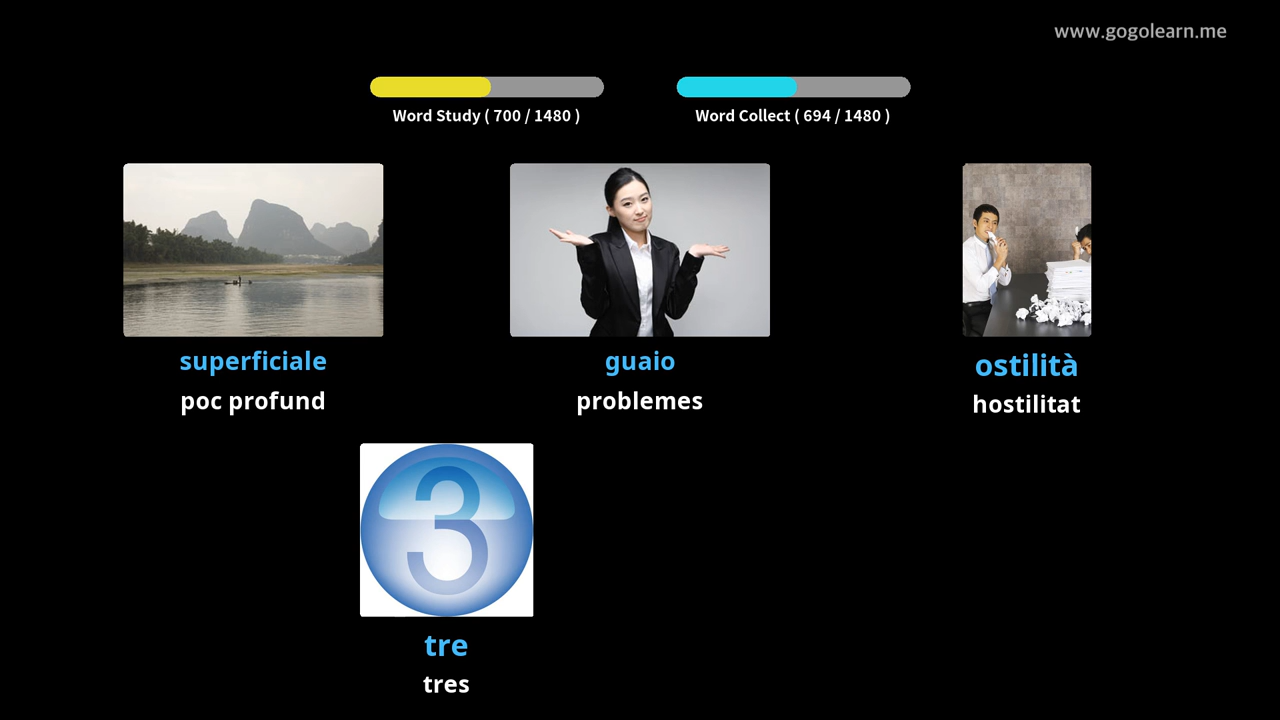 www.gogolearn.me
Word Study ( 700 / 1480 )
Word Collect ( 694 / 1480 )
superficiale
poc profund
guaio
problemes
ostilità
hostilitat
3
tre
tres